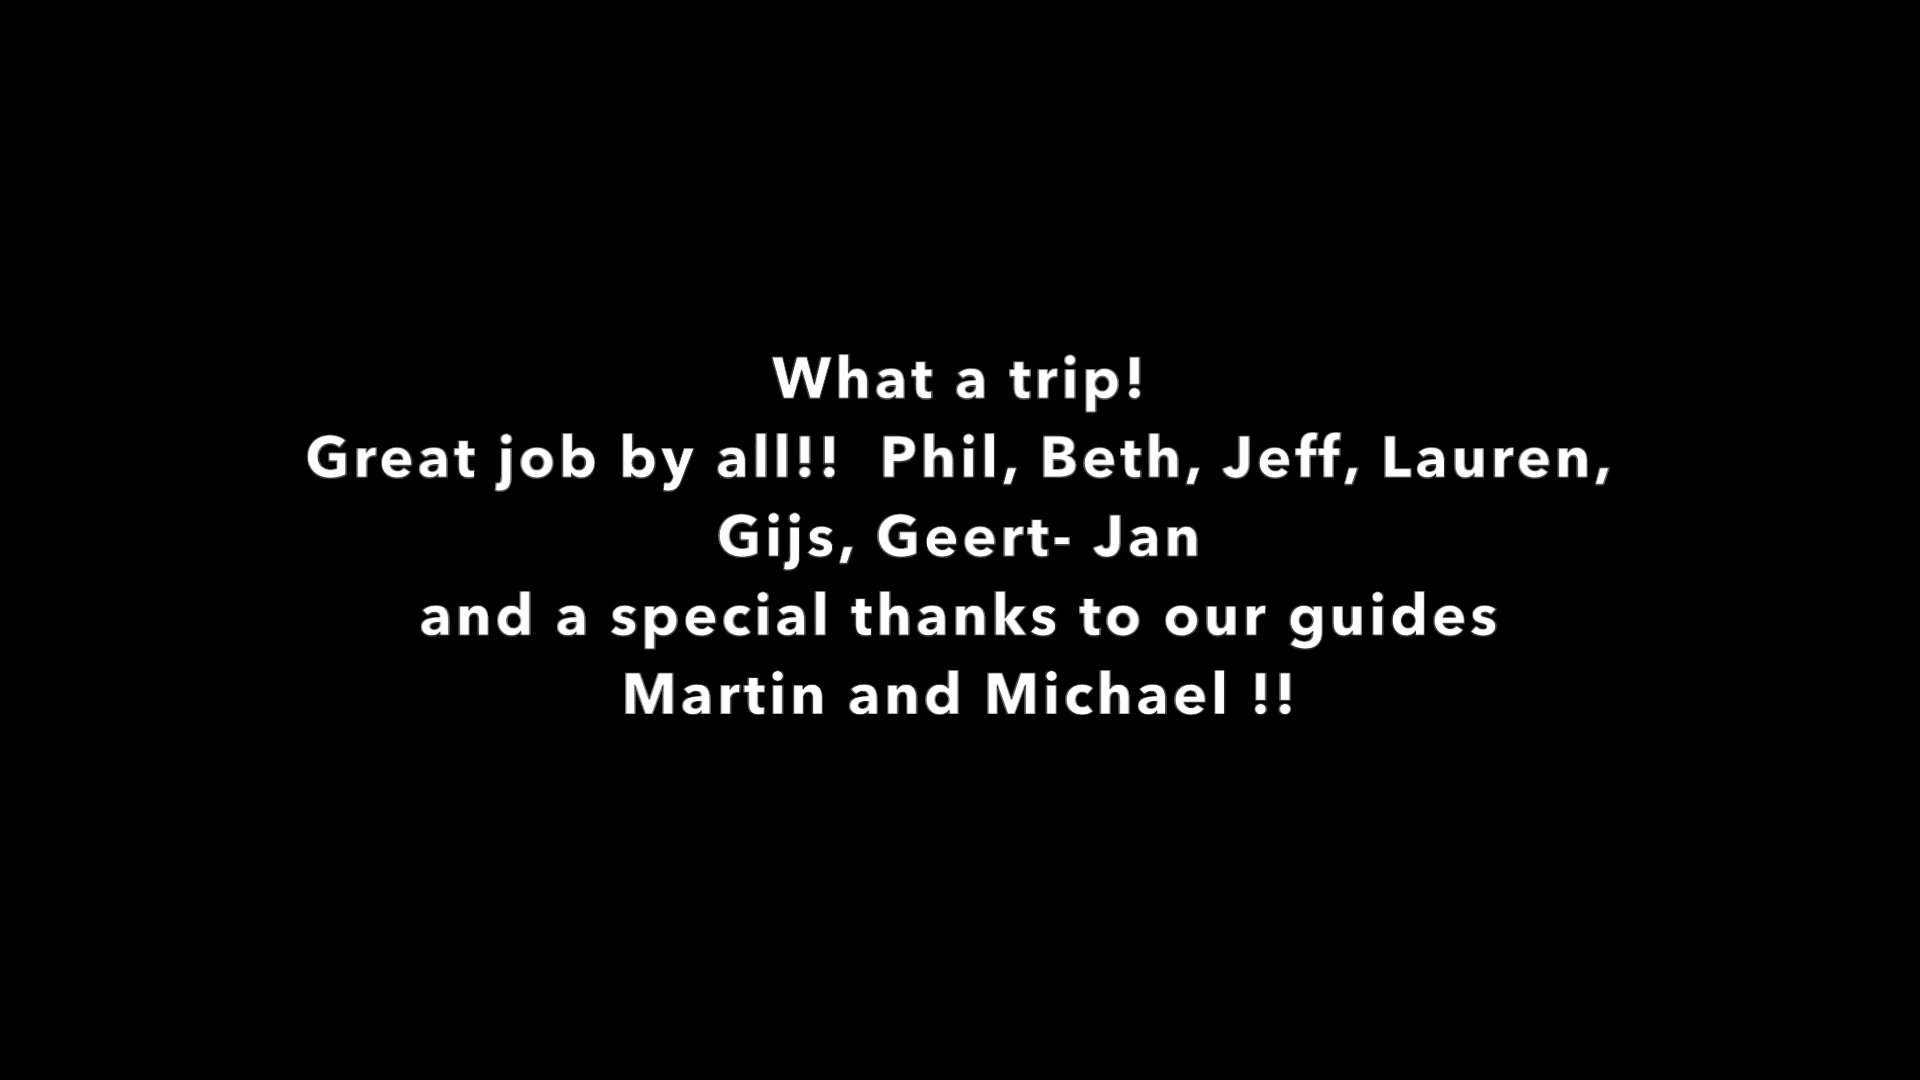 What a trip!
Great job by all!!  Phil, Beth, Jeff, Lauren,
Gijs, Geert- Jan
and a special thanks to our guides
Martin and Michael !!